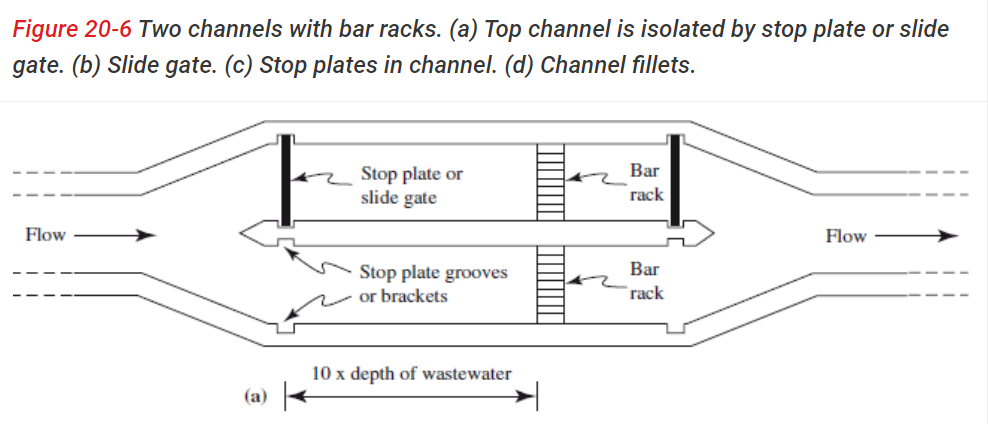 Figure 20-6 Two channels with bar racks. (a) Top channel is isolated by stop plate or slide
gate. (b) Slide gate. (c) Stop plates in channel. (d) Channel fillets.
Stop plate or
slide gate
Bar
rack
Flow
Flow
Stop plate grooves
or brackets
Bar
rack
10 x depth of wastewater
(a)